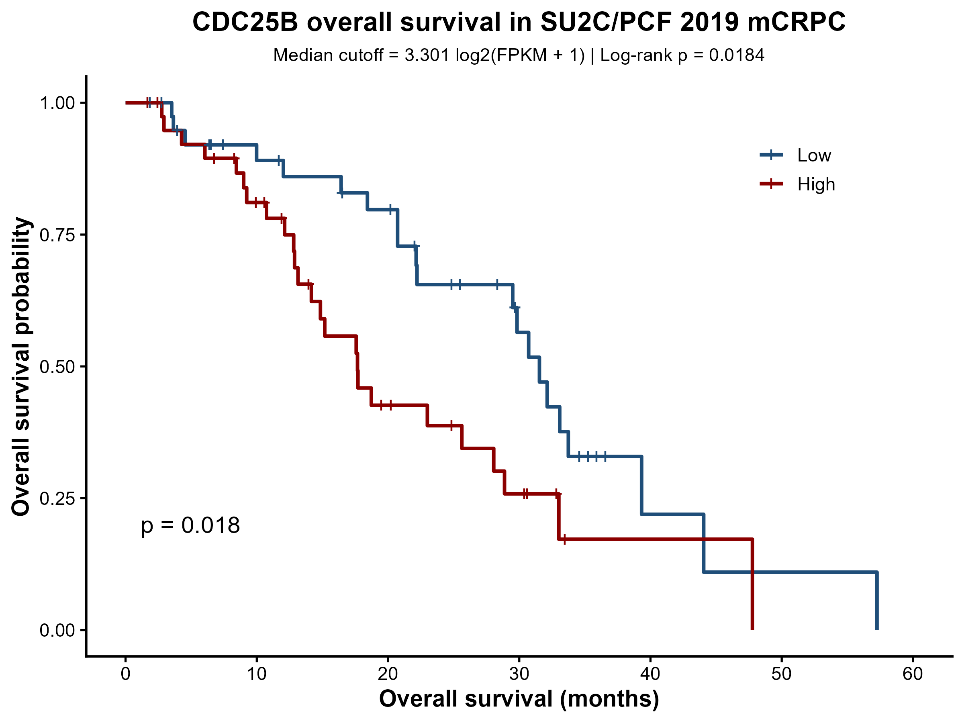 CDC25B overall survival in SU2C/PCF 2019 mCRPC
Median cutoff = 3.301 log2(FPKM + 1) | Log-rank p = 0.0184
Low
High
Overall survival probability
1.00
0.75
0.50
0.25
0.00
p = 0.018
0 10 20 30 40 50 60
Overall survival (months)